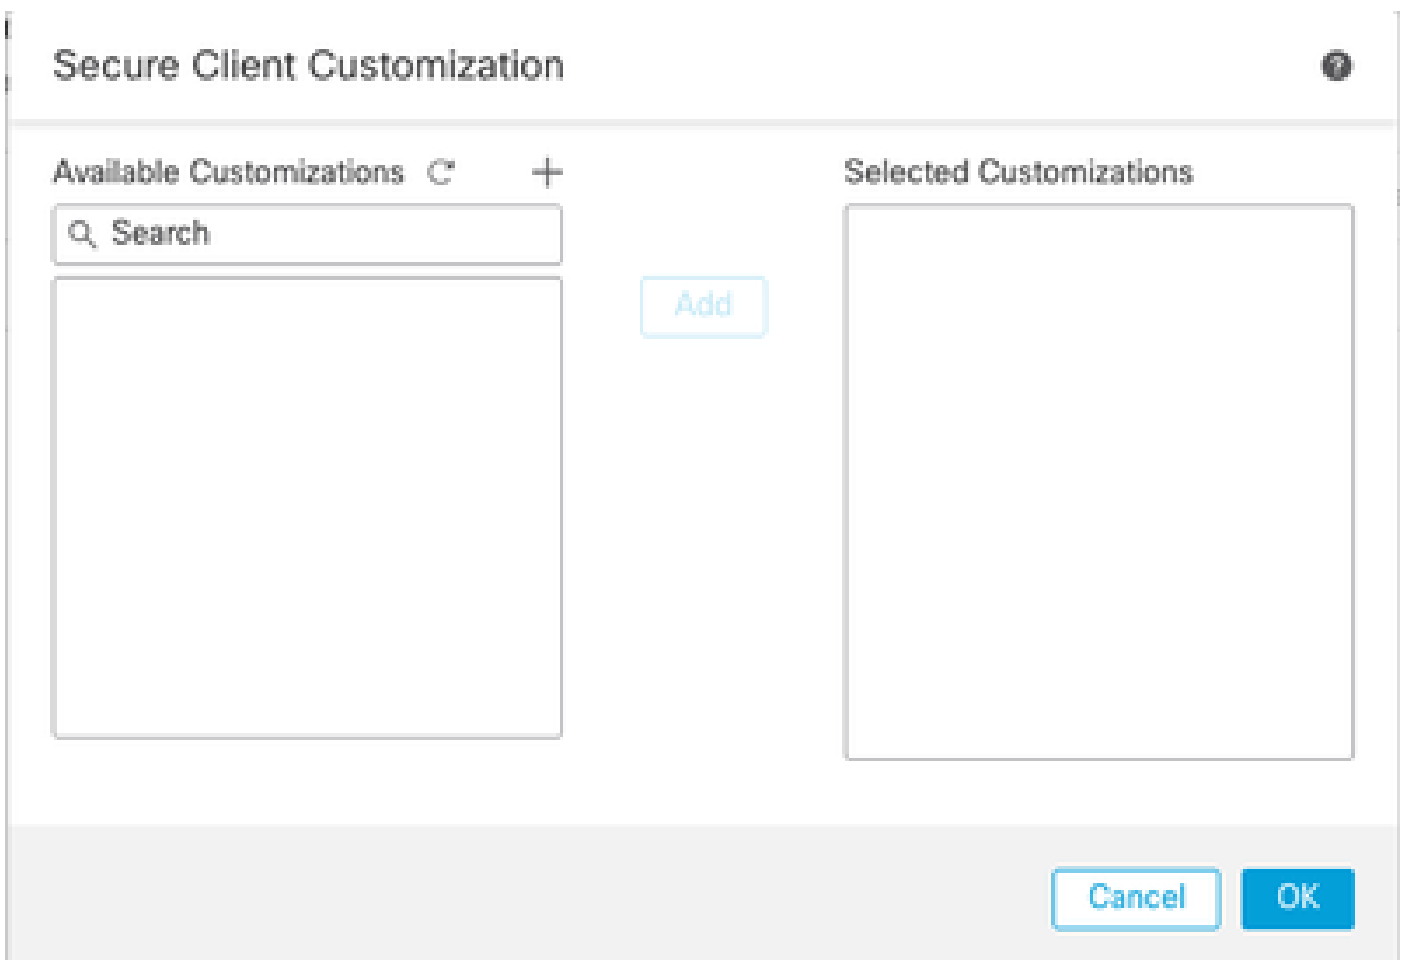 Secure Client Customization
Available Customizations
Selected Customizations
Search
Add
Cancel
OK